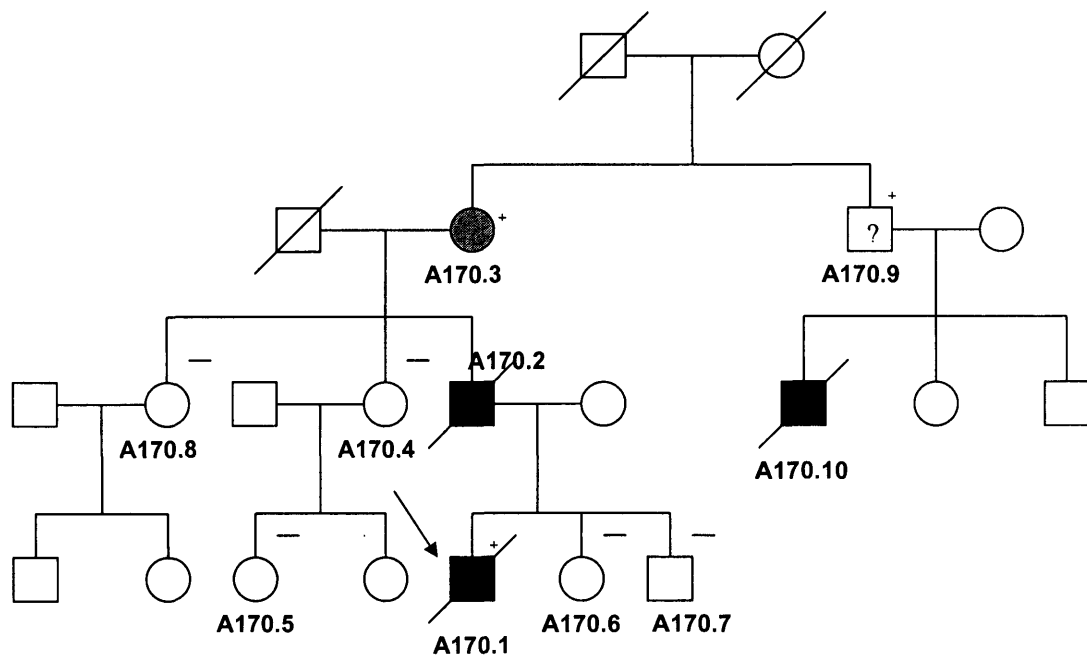 +
+
?
A170.3
A170.9
— — A170.2
A170.8
A170.4
A170.10
— + — —
A170.5
A170.1
A170.6
A170.7